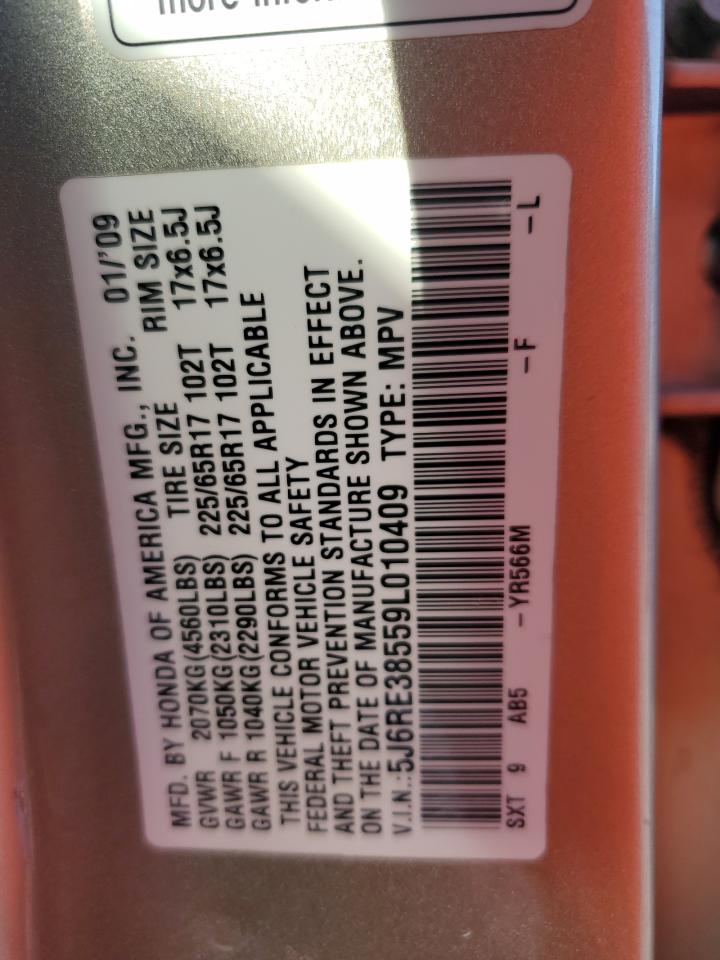 MFD. BY HONDA OF AMERICA MFG., INC. 01/'09
TIRE SIZE RIM SIZE
GVWR 2070KG(4560LBS)
GAWR F 1050KG(2310LBS) 225/65R17 102T 17x6.5J
GAWR R 1040KG(2290LBS) 225/65R17 102T 17x6.5J
THIS VEHICLE CONFORMS TO ALL APPLICABLE
FEDERAL MOTOR VEHICLE SAFETY
AND THEFT PREVENTION STANDARDS IN EFFECT
ON THE DATE OF MANUFACTURE SHOWN ABOVE.
V.I.N.:5J6RE38559L010409 TYPE: MPV
SXT 9 AB5 -YR566M -F -L